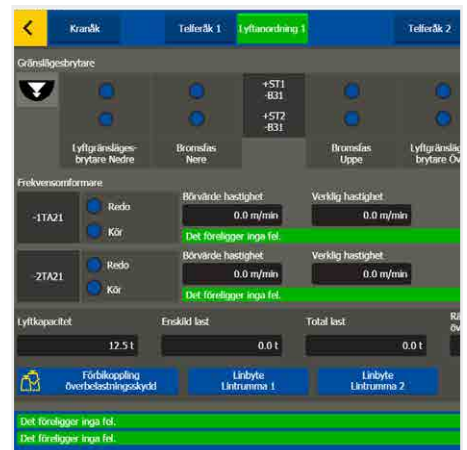 Kranåk Telferåk 1 Lyftanordning 1 Telferåk 2
Gränslägesbrytare
+ST1
-B31
+ST2
-B31
Lyftgränsläges-
brytare Nedre
Bromsfas
Nere
Bromsfas
Uppe
Lyftgränsläg
brytare Öv
Frekvensomformare
-1TA21
Redo
Kör
Börvärde hastighet Verklig hastighet
0.0 m/min 0.0 m/min
Det föreligger inga fel.
-2TA21
Redo
Kör
Börvärde hastighet Verklig hastighet
0.0 m/min 0.0 m/min
Det föreligger inga fel.
Lyftkapacitet Enskild last Total last
12.5 t 0.0 t 0.0 t
Förbikoppling
överbelastningsskydd
Linbyte
Lintrumma 1
Linbyte
Lintrumma 2
Det föreligger inga fel.
Det föreligger inga fel.